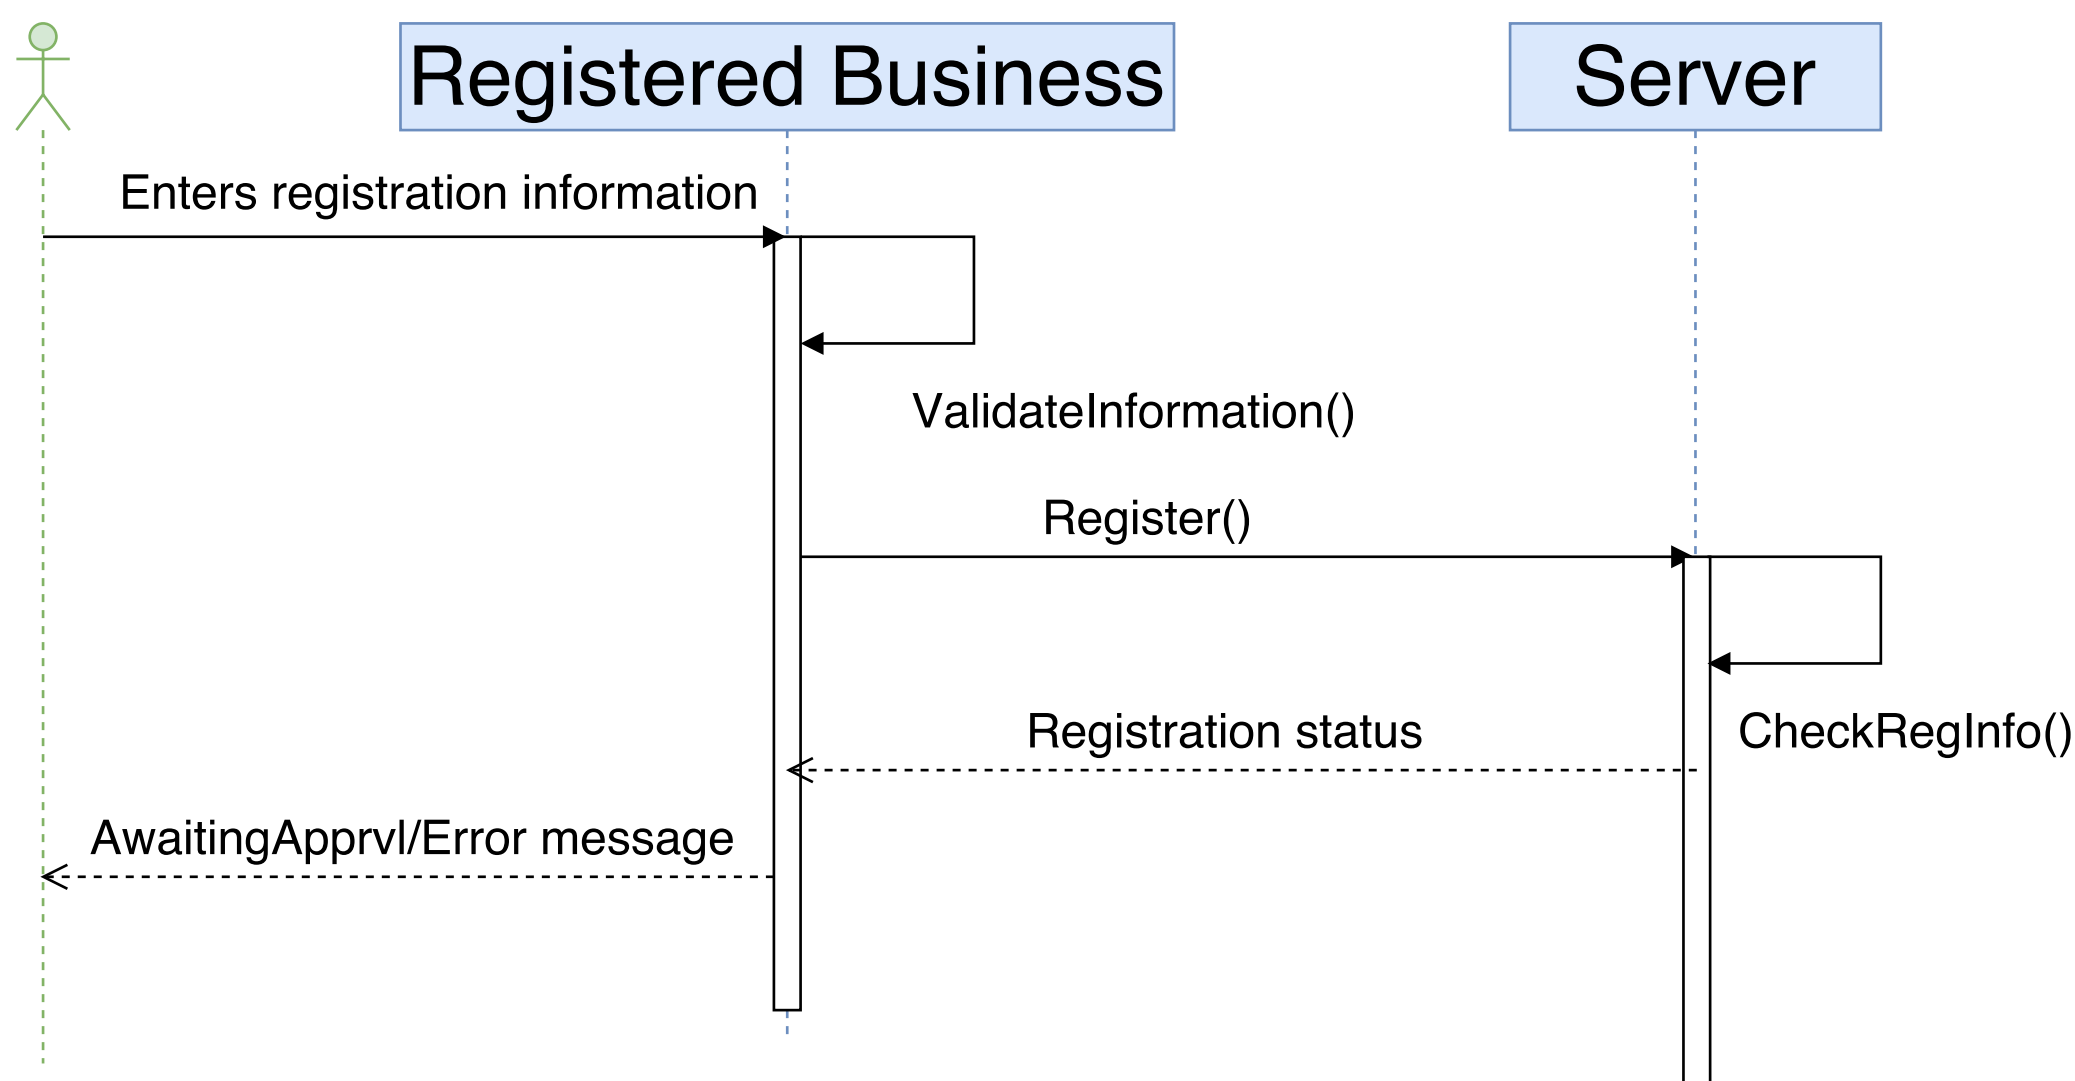 Registered Business
Server
Enters registration information
ValidateInformation()
Register()
Registration status
CheckRegInfo()
AwaitingApprvl/Error message